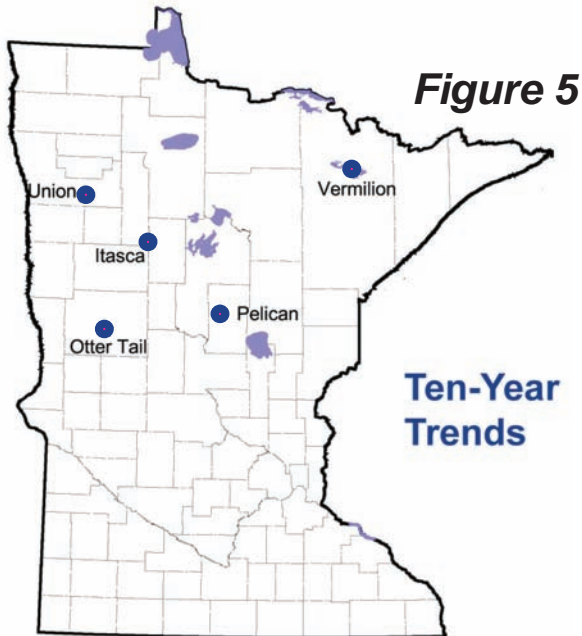 Figure 5
Vermilion
Union
Itasca
Pelican
Otter Tail
Ten-Year
Trends